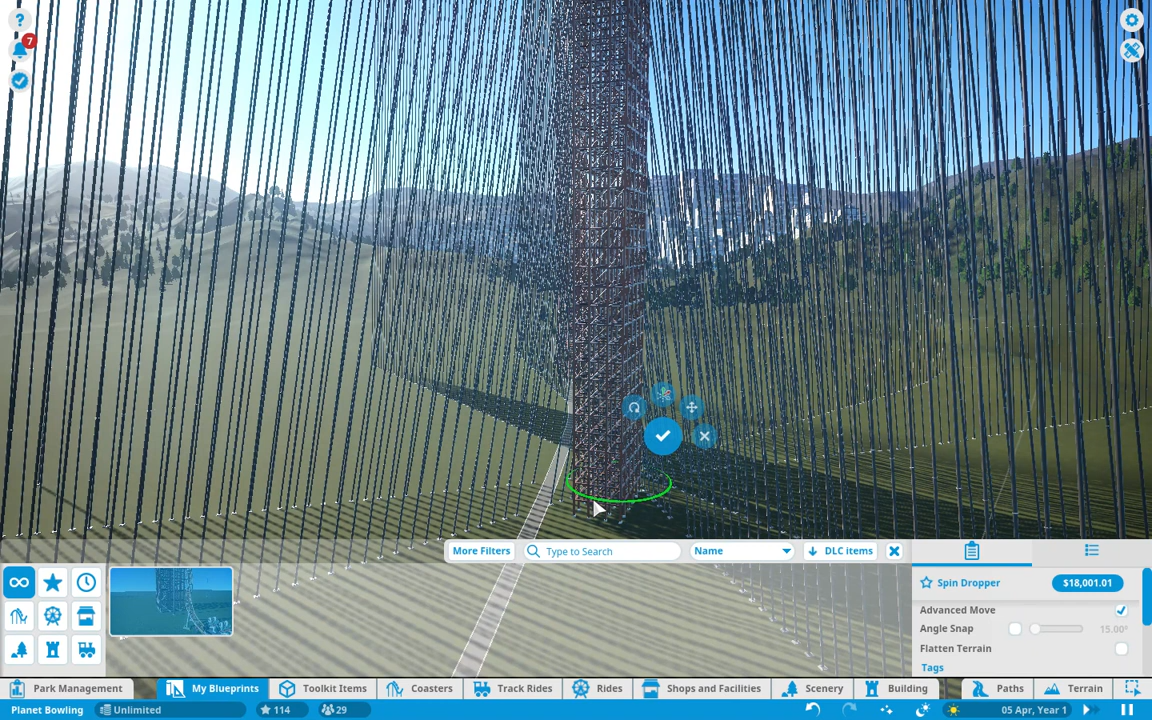 ?
7
More Filters
Type to Search
Name
DLC items
Spin Dropper
$18,001.01
Advanced Move
Angle Snap
15.00°
Flatten Terrain
Tags
Park Management
My Blueprints
Toolkit Items
Coasters
Track Rides
Rides
Shops and Facilities
Scenery
Building
Paths
Terrain
Planet Bowling
Unlimited
114
29
05 Apr, Year 1